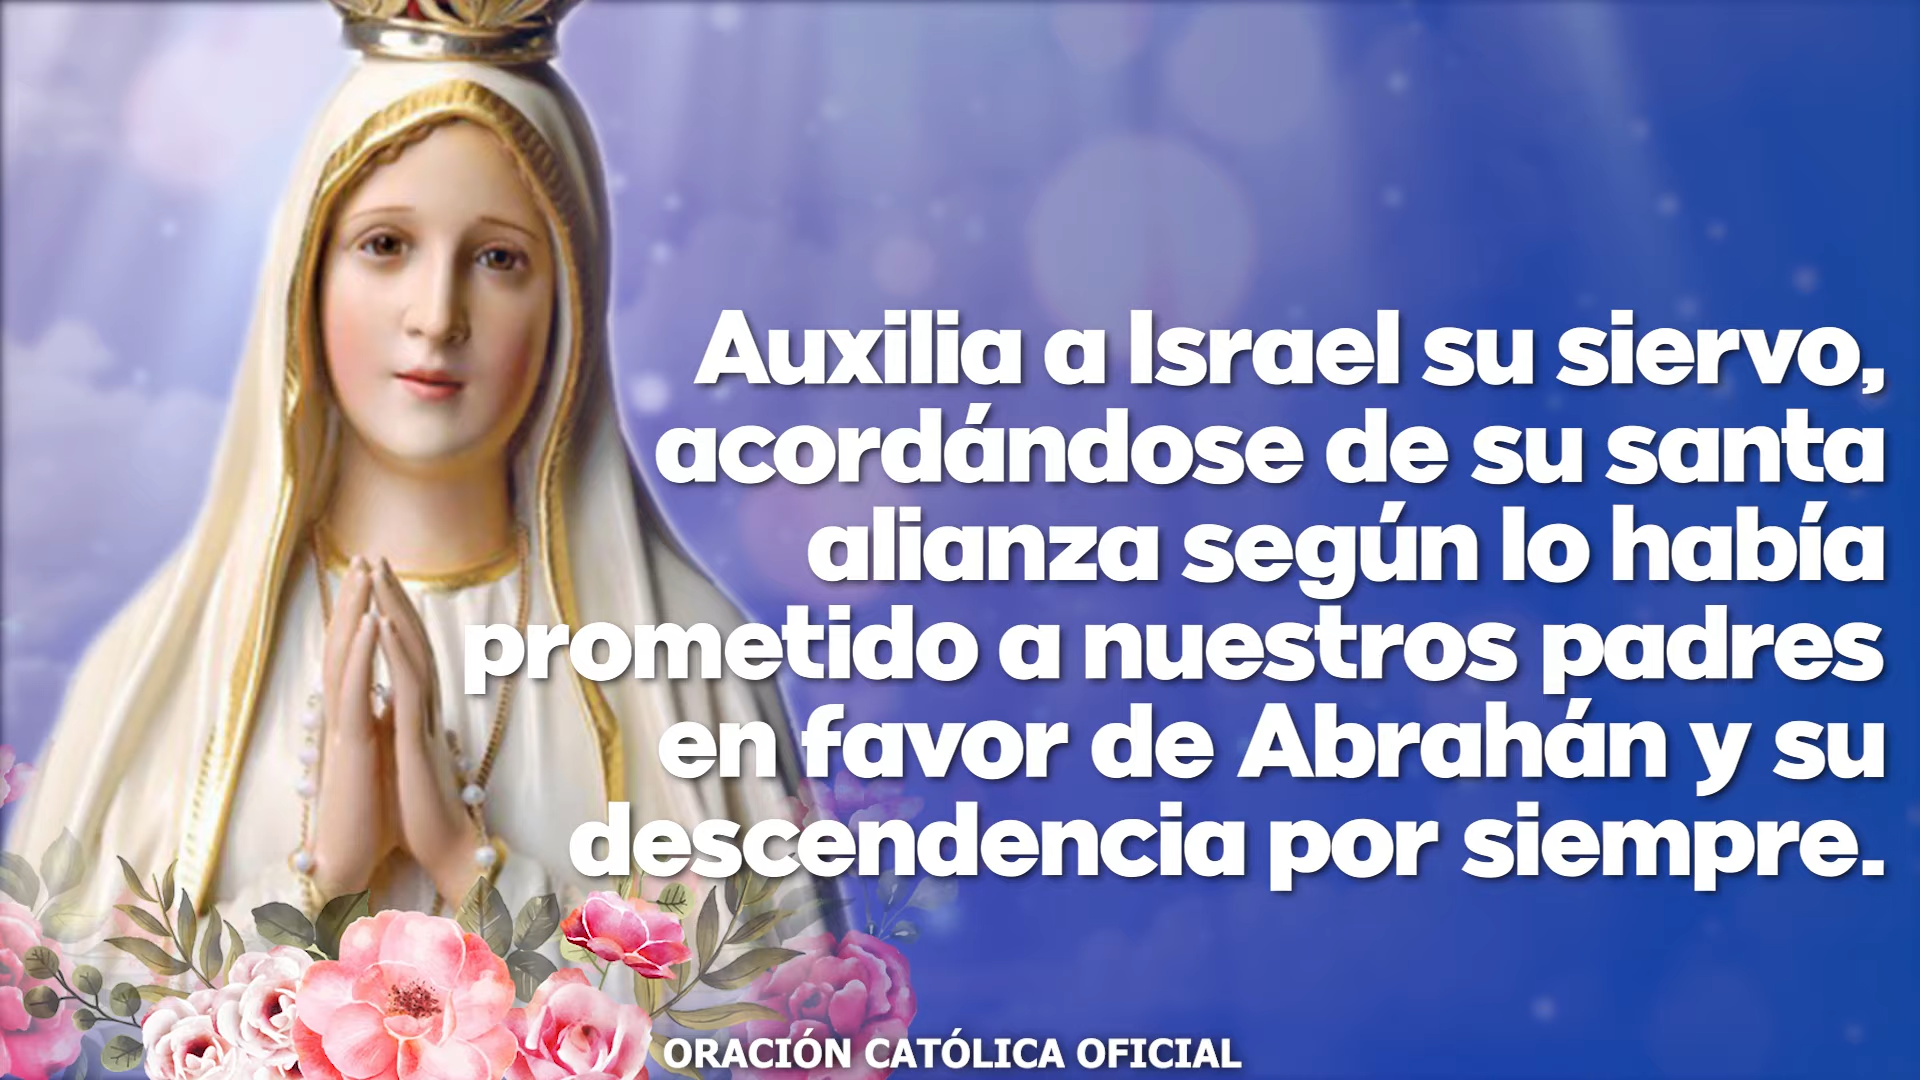 Auxilia a Israel su siervo,
acordándose de su santa
alianza según lo había
prometido a nuestros padres
en favor de Abrahán y su
descendencia por siempre.
ORACIÓN CATÓLICA OFICIAL